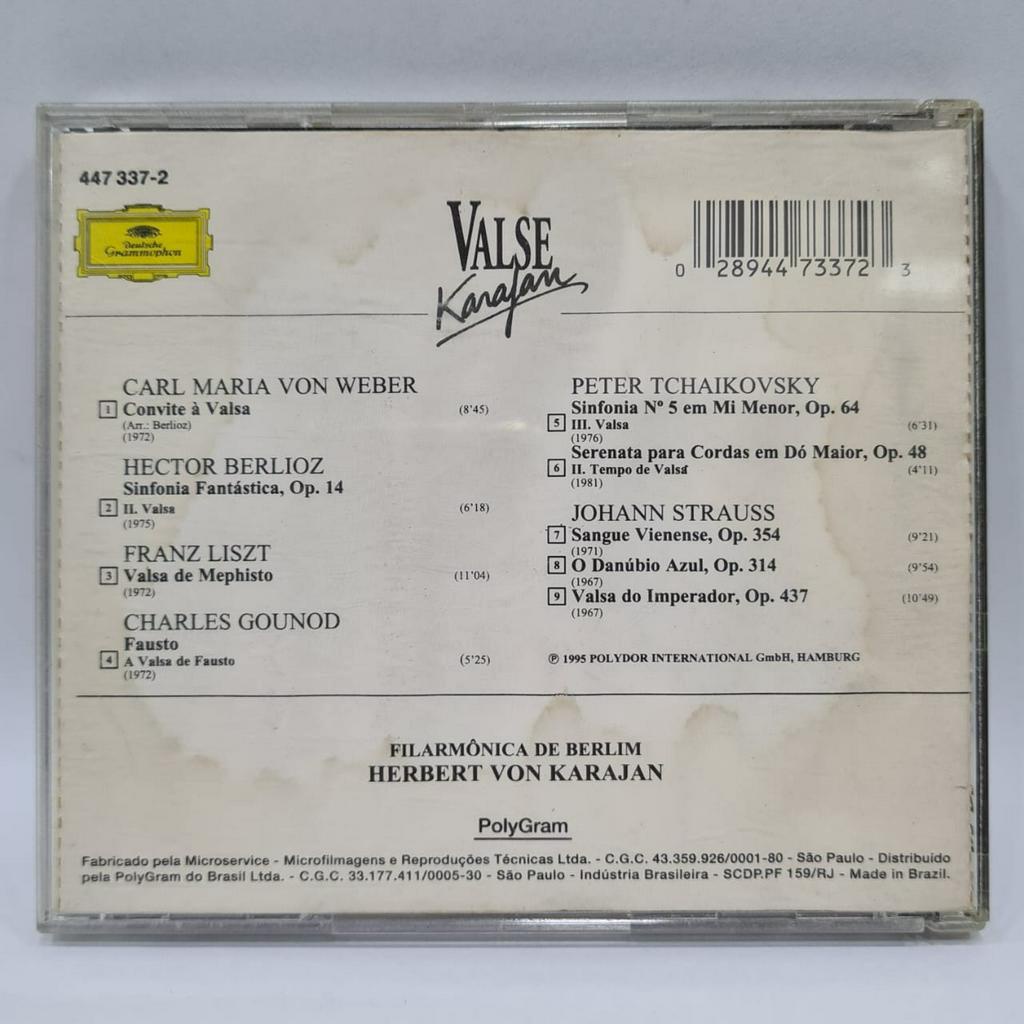 447 337-2
Deutsche
Grammophon
VALSE
Karajan
0 28944 73372 3
CARL MARIA VON WEBER
1 Convite à Valsa (8'45)
(Arr.: Berlioz)
(1972)
HECTOR BERLIOZ
Sinfonia Fantástica, Op. 14
2 II. Valsa (6'18)
(1975)
FRANZ LISZT
3 Valsa de Mephisto (11'04)
(1972)
CHARLES GOUNOD
Fausto
4 A Valsa de Fausto (5'25)
(1972)
PETER TCHAIKOVSKY
Sinfonia Nº 5 em Mi Menor, Op. 64
5 III. Valsa (6'31)
(1976)
Serenata para Cordas em Dó Maior, Op. 48
6 II. Tempo de Valsa (4'11)
(1981)
JOHANN STRAUSS
7 Sangue Vienense, Op. 354 (9'21)
(1971)
8 O Danúbio Azul, Op. 314 (9'54)
(1967)
9 Valsa do Imperador, Op. 437 (10'49)
(1967)
℗ 1995 POLYDOR INTERNATIONAL GmbH, HAMBURG
FILARMÔNICA DE BERLIM
HERBERT VON KARAJAN
PolyGram
Fabricado pela Microservice - Microfilmagens e Reproduções Técnicas Ltda. - C.G.C. 43.359.926/0001-80 - São Paulo - Distribuído
pela PolyGram do Brasil Ltda. - C.G.C. 33.177.411/0005-30 - São Paulo - Indústria Brasileira - SCDP.PF 159/RJ - Made in Brazil.